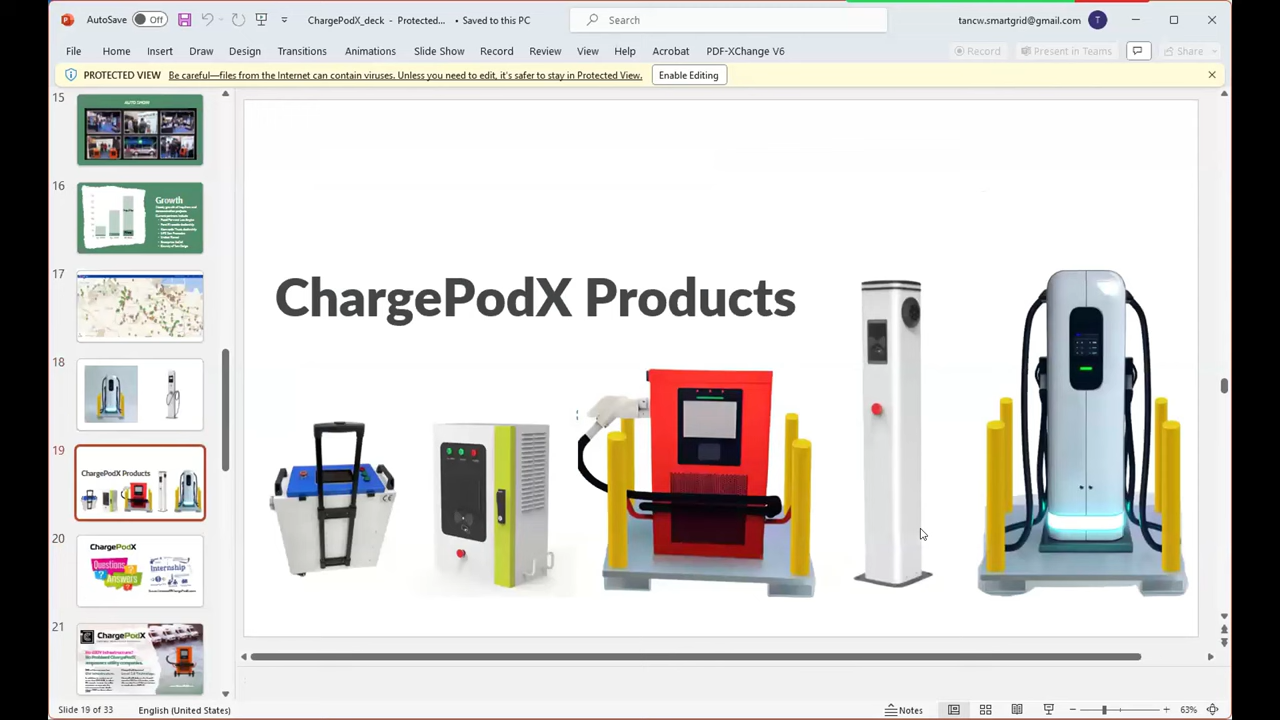 AutoSave
Off
ChargePodX_deck - Protected... • Saved to this PC
Search
tancw.smartgrid@gmail.com
T
File
Home
Insert
Draw
Design
Transitions
Animations
Slide Show
Record
Review
View
Help
Acrobat
PDF-XChange V6
Record
Present in Teams
Share
PROTECTED VIEW
Be careful—files from the Internet can contain viruses. Unless you need to edit, it's safer to stay in Protected View.
Enable Editing
15
16
Growth
17
18
19
ChargePodX Products
20
ChargePodX
Questions
Answers
Internship
21
ChargePodX
ChargePodX Products
Slide 19 of 33
English (United States)
Notes
63%